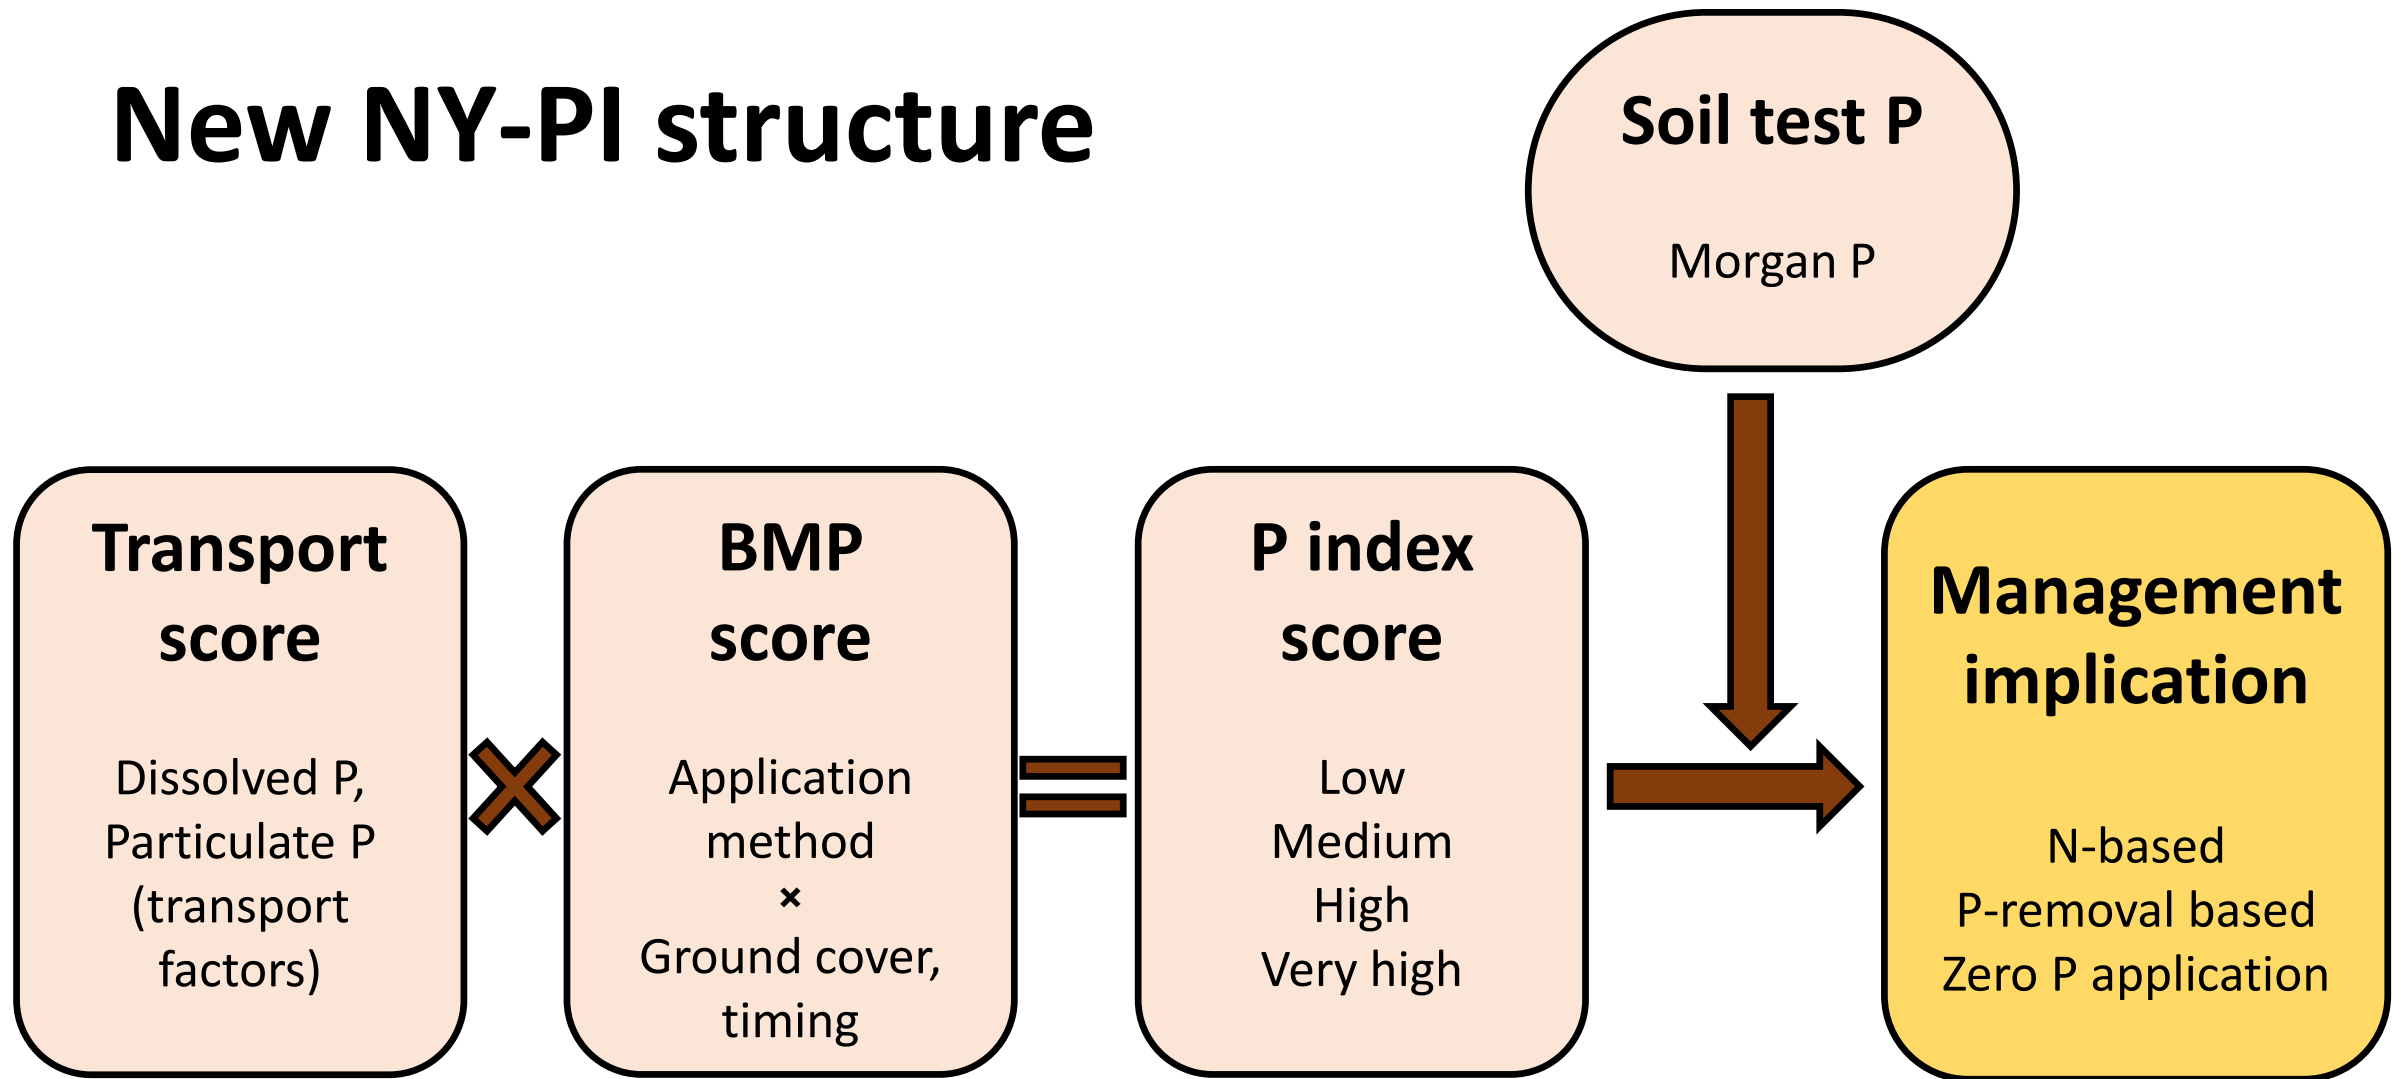 New NY-PI structure
Soil test P
Morgan P
Transport
score
Dissolved P,
Particulate P
(transport
factors)
BMP
score
Application
method
×
Ground cover,
timing
P index
score
Low
Medium
High
Very high
Management
implication
N-based
P-removal based
Zero P application